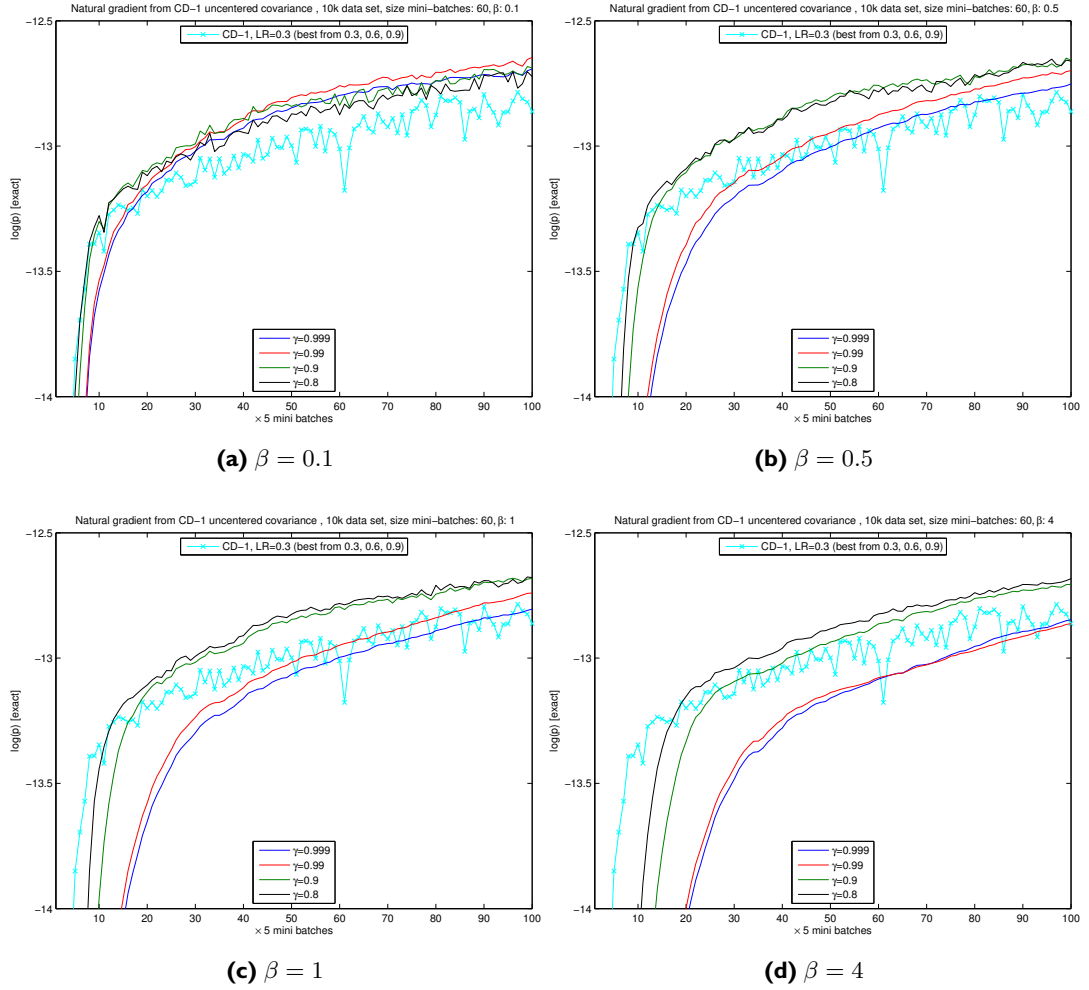 Natural gradient from CD−1 uncentered covariance , 10k data set, size mini−batches: 60, β: 0.1
CD−1, LR=0.3 (best from 0.3, 0.6, 0.9)
−12.5
−13
−13.5
−14
log(p) [exact]
γ=0.999
γ=0.99
γ=0.9
γ=0.8
10 20 30 40 50 60 70 80 90 100
× 5 mini batches
(a) β = 0.1
Natural gradient from CD−1 uncentered covariance , 10k data set, size mini−batches: 60, β: 0.5
CD−1, LR=0.3 (best from 0.3, 0.6, 0.9)
−12.5
−13
−13.5
−14
log(p) [exact]
γ=0.999
γ=0.99
γ=0.9
γ=0.8
10 20 30 40 50 60 70 80 90 100
× 5 mini batches
(b) β = 0.5
Natural gradient from CD−1 uncentered covariance , 10k data set, size mini−batches: 60, β: 1
CD−1, LR=0.3 (best from 0.3, 0.6, 0.9)
−12.5
−13
−13.5
−14
log(p) [exact]
γ=0.999
γ=0.99
γ=0.9
γ=0.8
10 20 30 40 50 60 70 80 90 100
× 5 mini batches
(c) β = 1
Natural gradient from CD−1 uncentered covariance , 10k data set, size mini−batches: 60, β: 4
CD−1, LR=0.3 (best from 0.3, 0.6, 0.9)
−12.5
−13
−13.5
−14
log(p) [exact]
γ=0.999
γ=0.99
γ=0.9
γ=0.8
10 20 30 40 50 60 70 80 90 100
× 5 mini batches
(d) β = 4